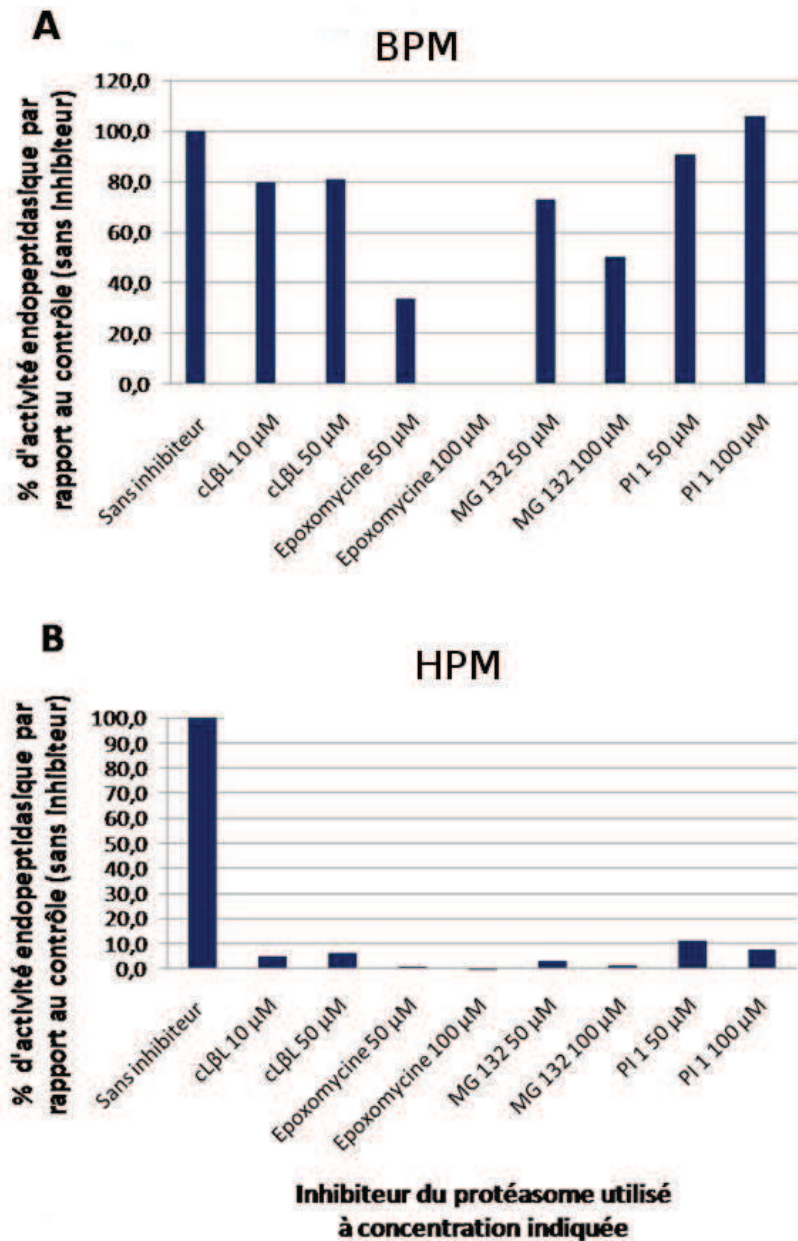 A
BPM
% d'activité endopeptidasique par
rapport au contrôle (sans inhibiteur)
120,0
100,0
80,0
60,0
40,0
20,0
0,0
Sans inhibiteur
cLβL 10 µM
cLβL 50 µM
Epoxomycine 50 µM
Epoxomycine 100 µM
MG 132 50 µM
MG 132 100 µM
PI 1 50 µM
PI 1 100 µM
B
HPM
% d'activité endopeptidasique par
rapport au contrôle (sans inhibiteur)
100,0
90,0
80,0
70,0
60,0
50,0
40,0
30,0
20,0
10,0
0,0
Sans inhibiteur
cLβL 10 µM
cLβL 50 µM
Epoxomycine 50 µM
Epoxomycine 100 µM
MG 132 50 µM
MG 132 100 µM
PI 1 50 µM
PI 1 100 µM
Inhibiteur du protéasome utilisé
à concentration indiquée